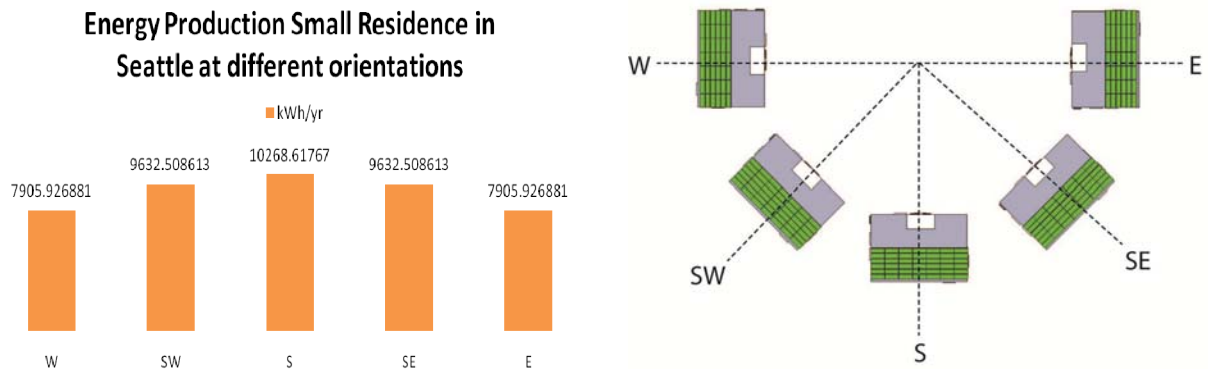 Energy Production Small Residence in
Seattle at different orientations
kWh/yr
7905.926881
9632.508613
10268.61767
9632.508613
7905.926881
W
SW
S
SE
E
W
E
SW
SE
S